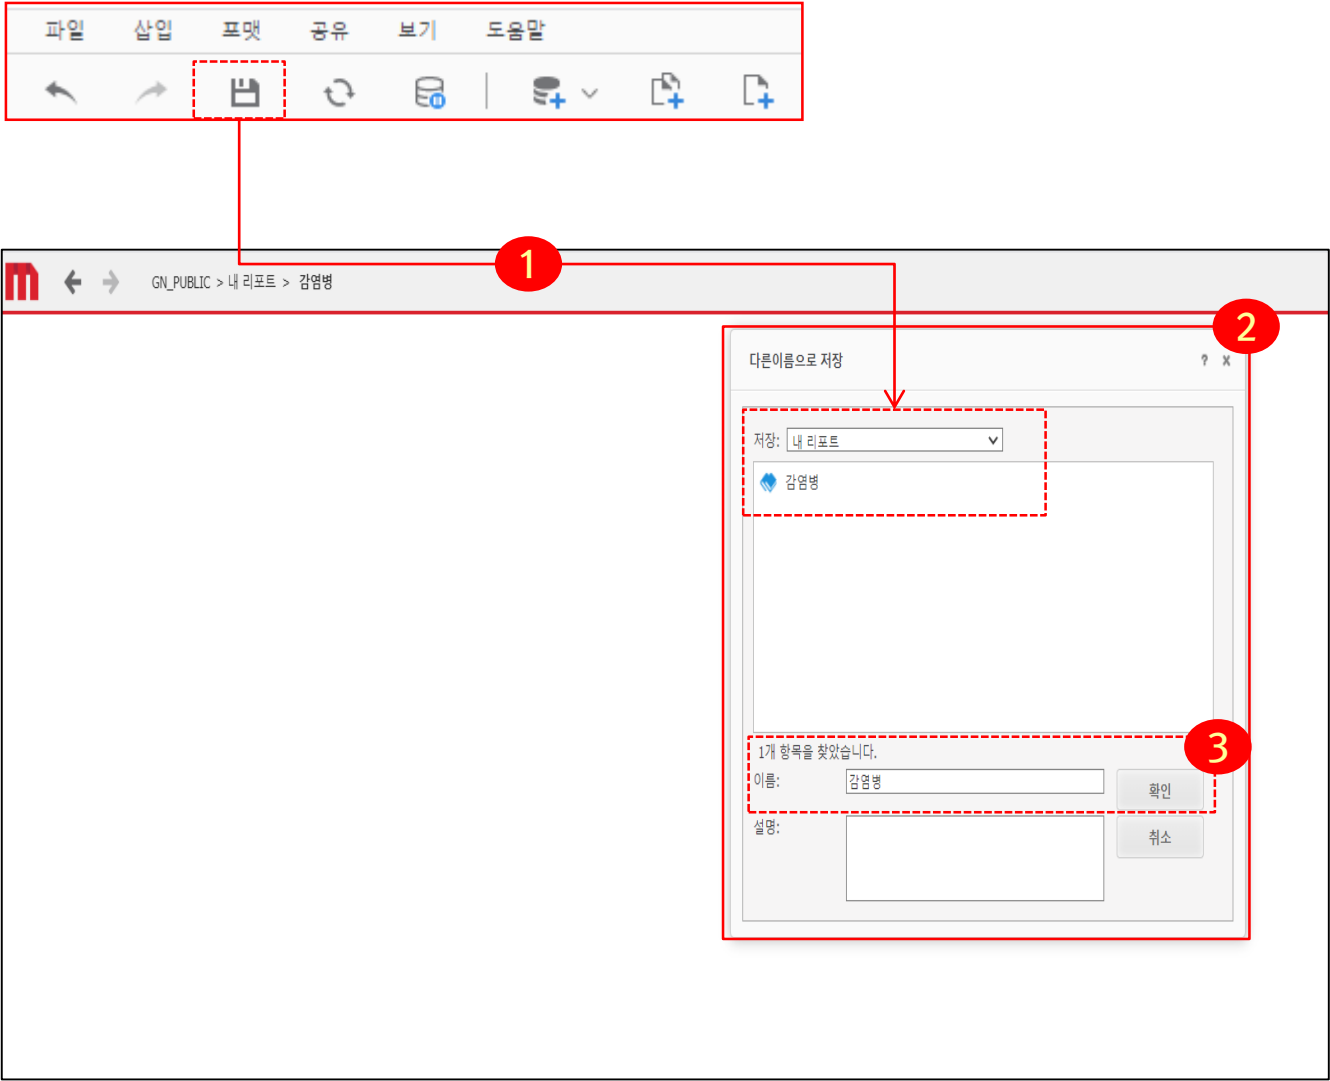 파일 삽입 포맷 공유 보기 도움말
1
GN_PUBLIC > 내 리포트 > 감염병
2
다른이름으로 저장 ? x
저장: 내 리포트
감염병
3
1개 항목을 찾았습니다.
이름: 감염병 확인
설명: 취소